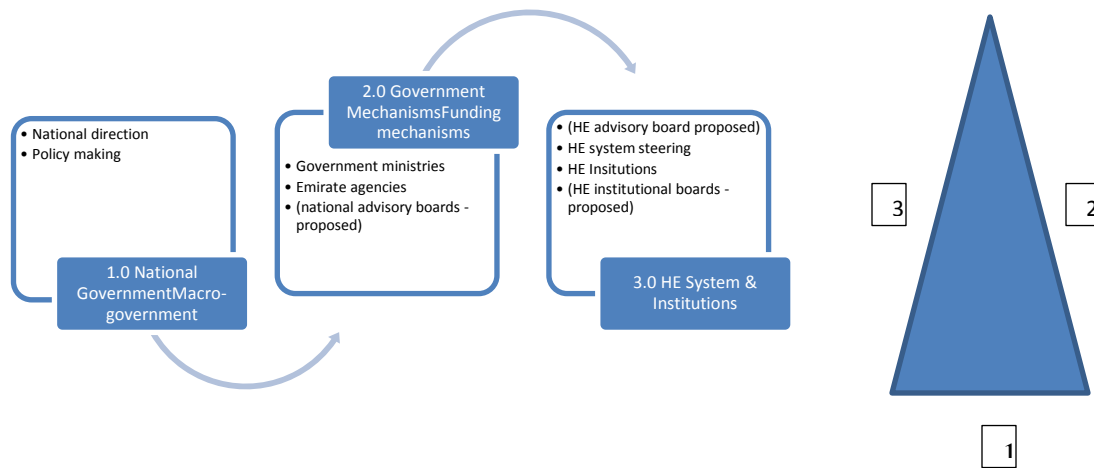 • National direction
• Policy making
1.0 National
GovernmentMacro-
government
2.0 Government
MechanismsFunding
mechanisms
• Government ministries
• Emirate agencies
• (national advisory boards -
proposed)
• (HE advisory board proposed)
• HE system steering
• HE Insitutions
• (HE institutional boards -
proposed)
3.0 HE System &
Institutions
3
2
1